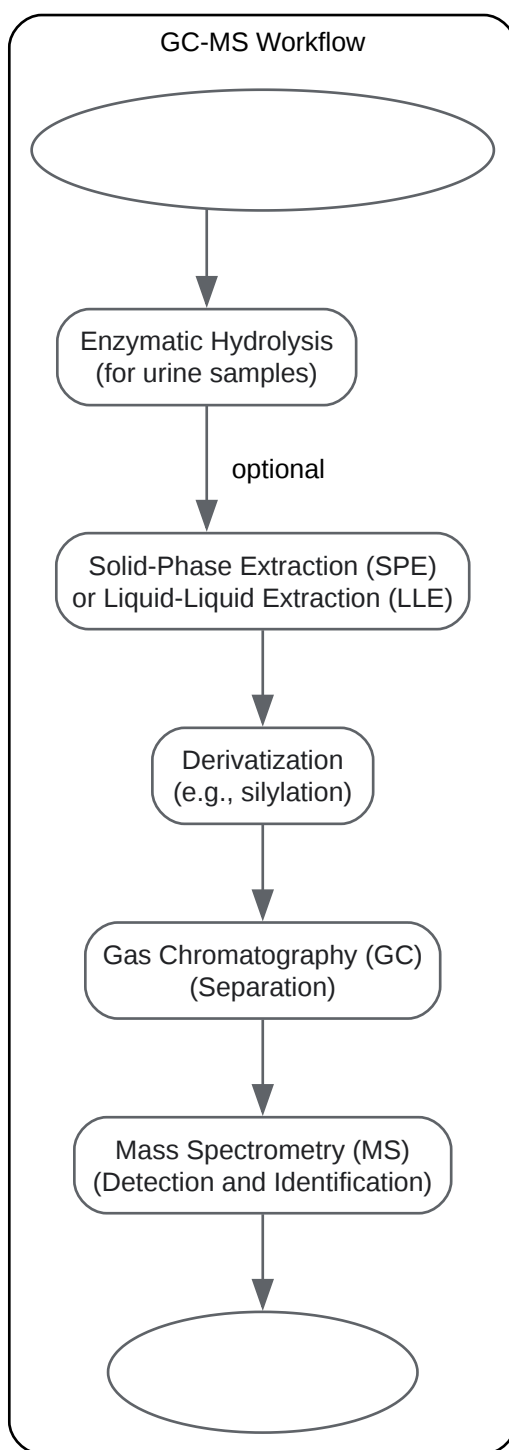 GC-MS Workflow
Enzymatic Hydrolysis
(for urine samples)
optional
Solid-Phase Extraction (SPE)
or Liquid-Liquid Extraction (LLE)
Derivatization
(e.g., silylation)
Gas Chromatography (GC)
(Separation)
Mass Spectrometry (MS)
(Detection and Identification)